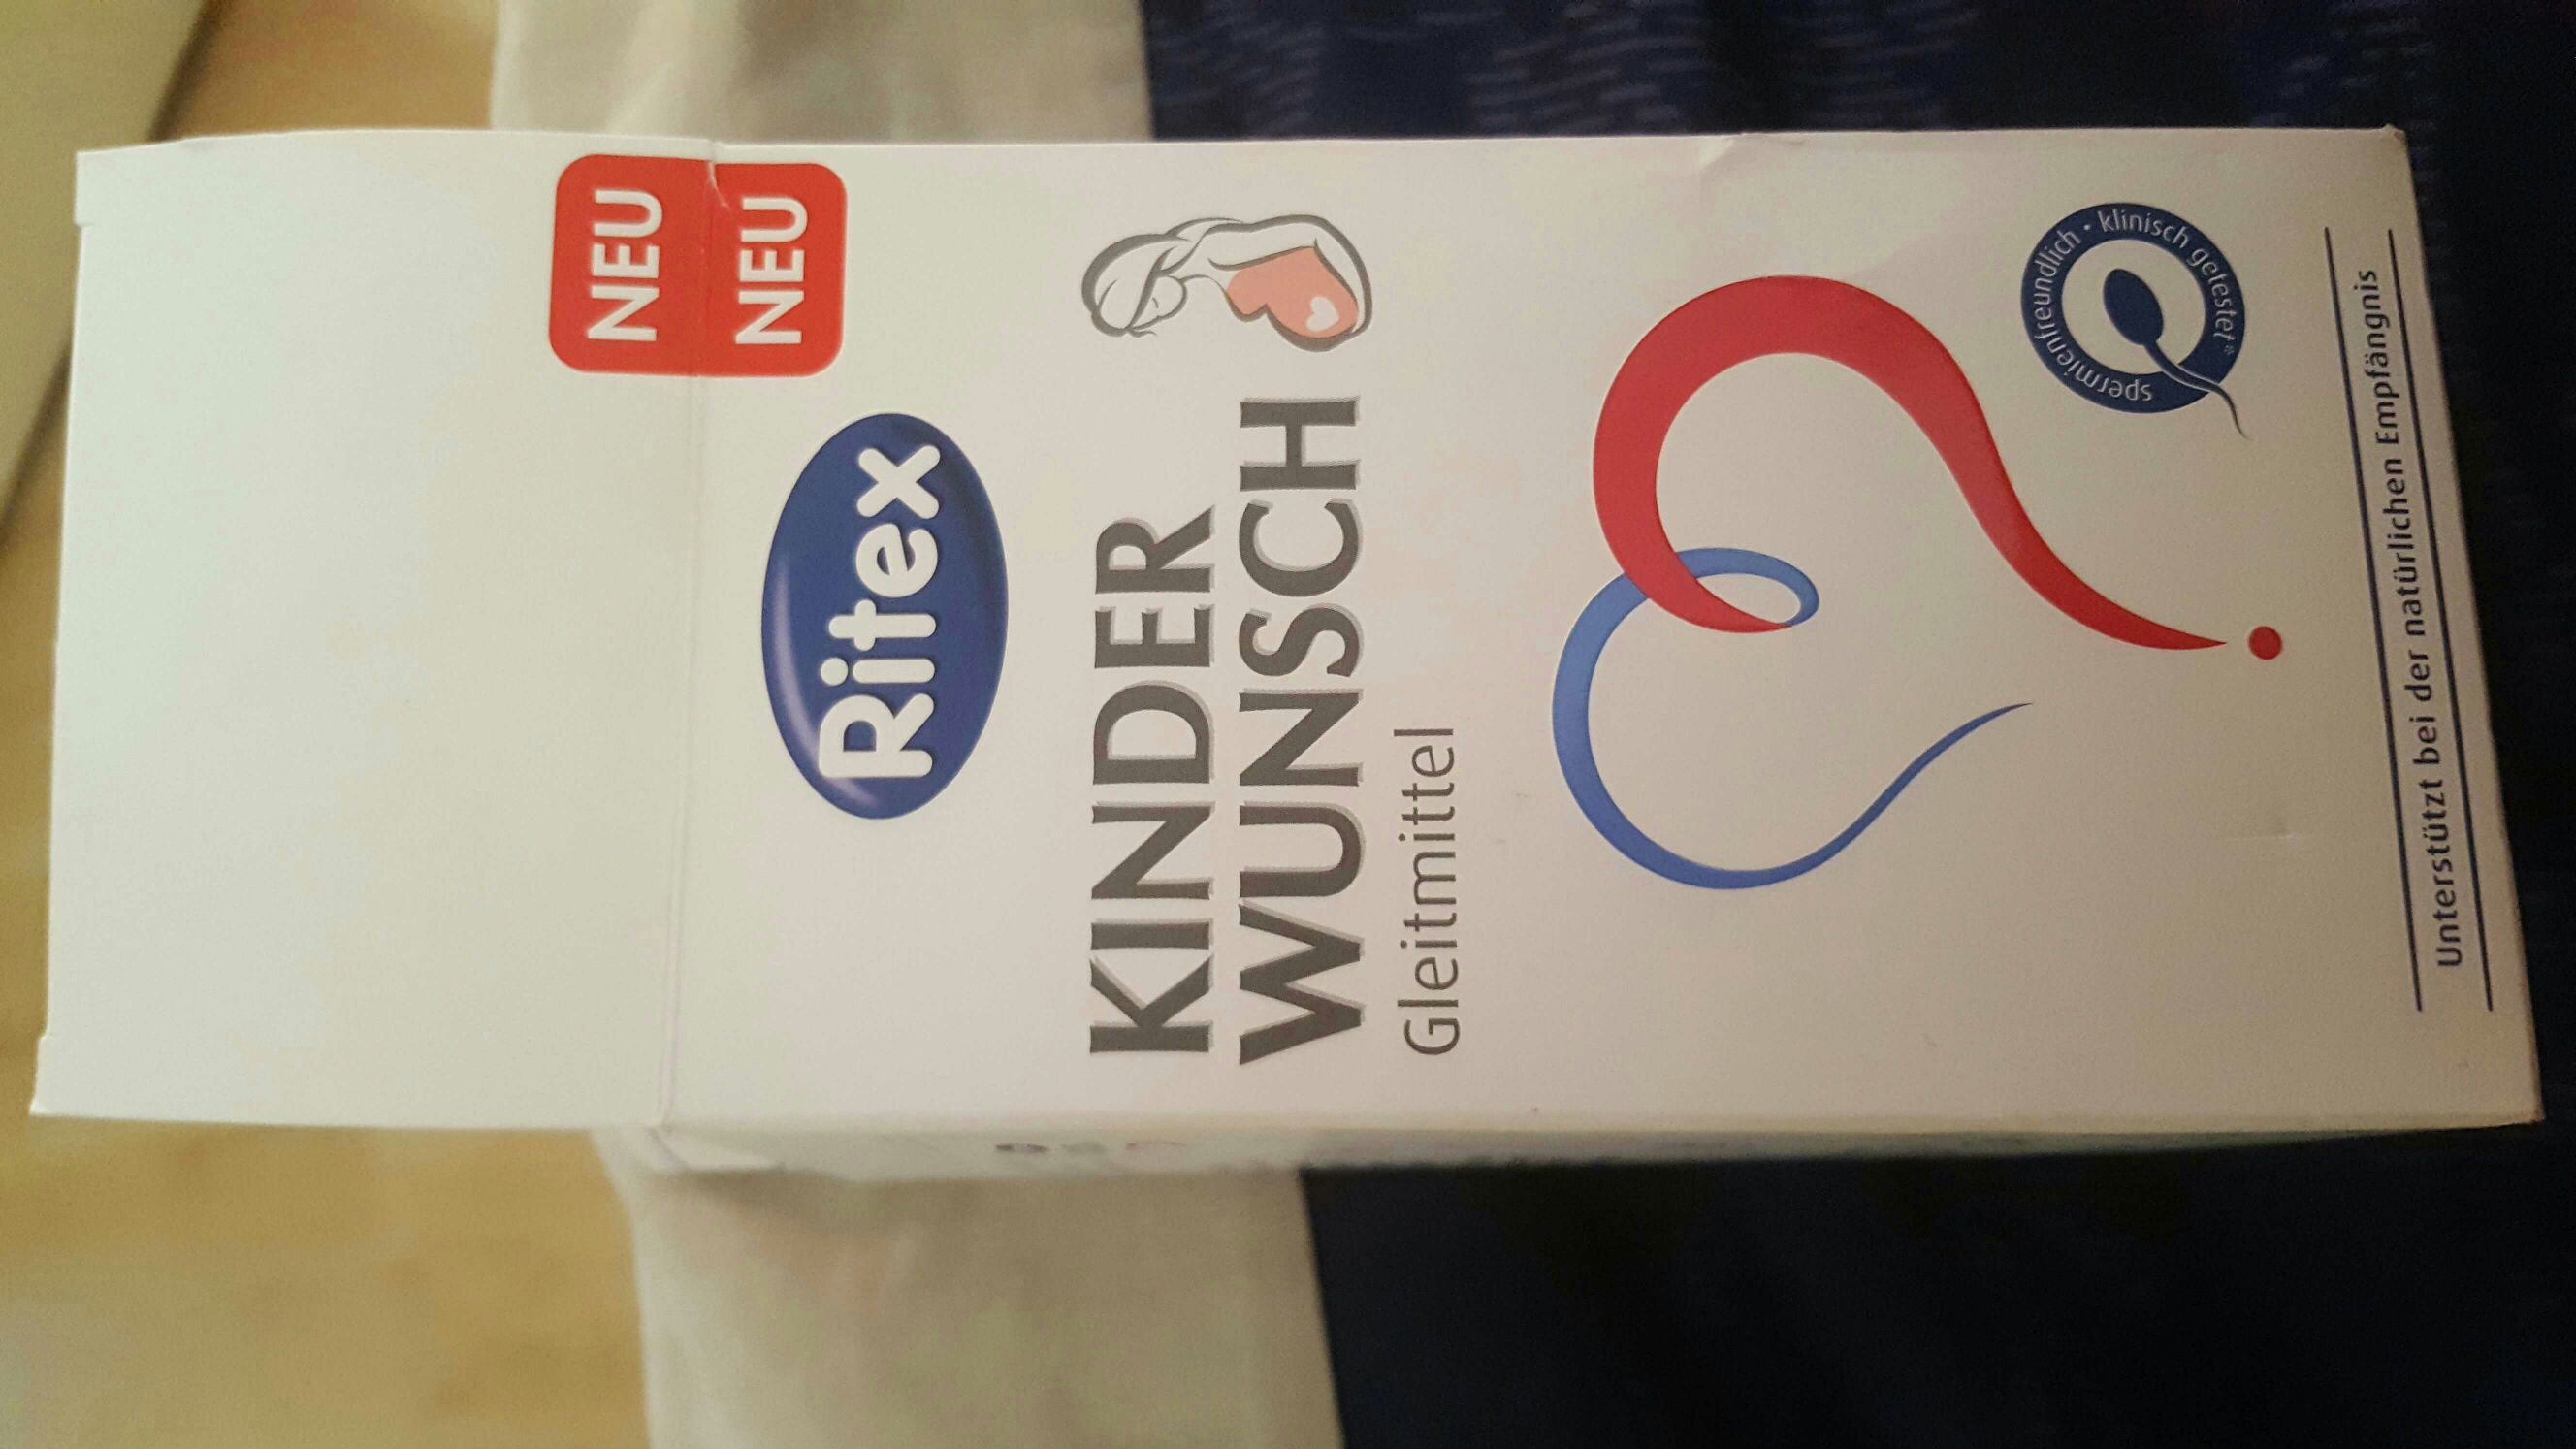 NEU
NEU
Ritex
KINDER
WUNSCH
Gleitmittel
spermienfreundlich • klinisch getestet*
Unterstützt bei der natürlichen Empfängnis